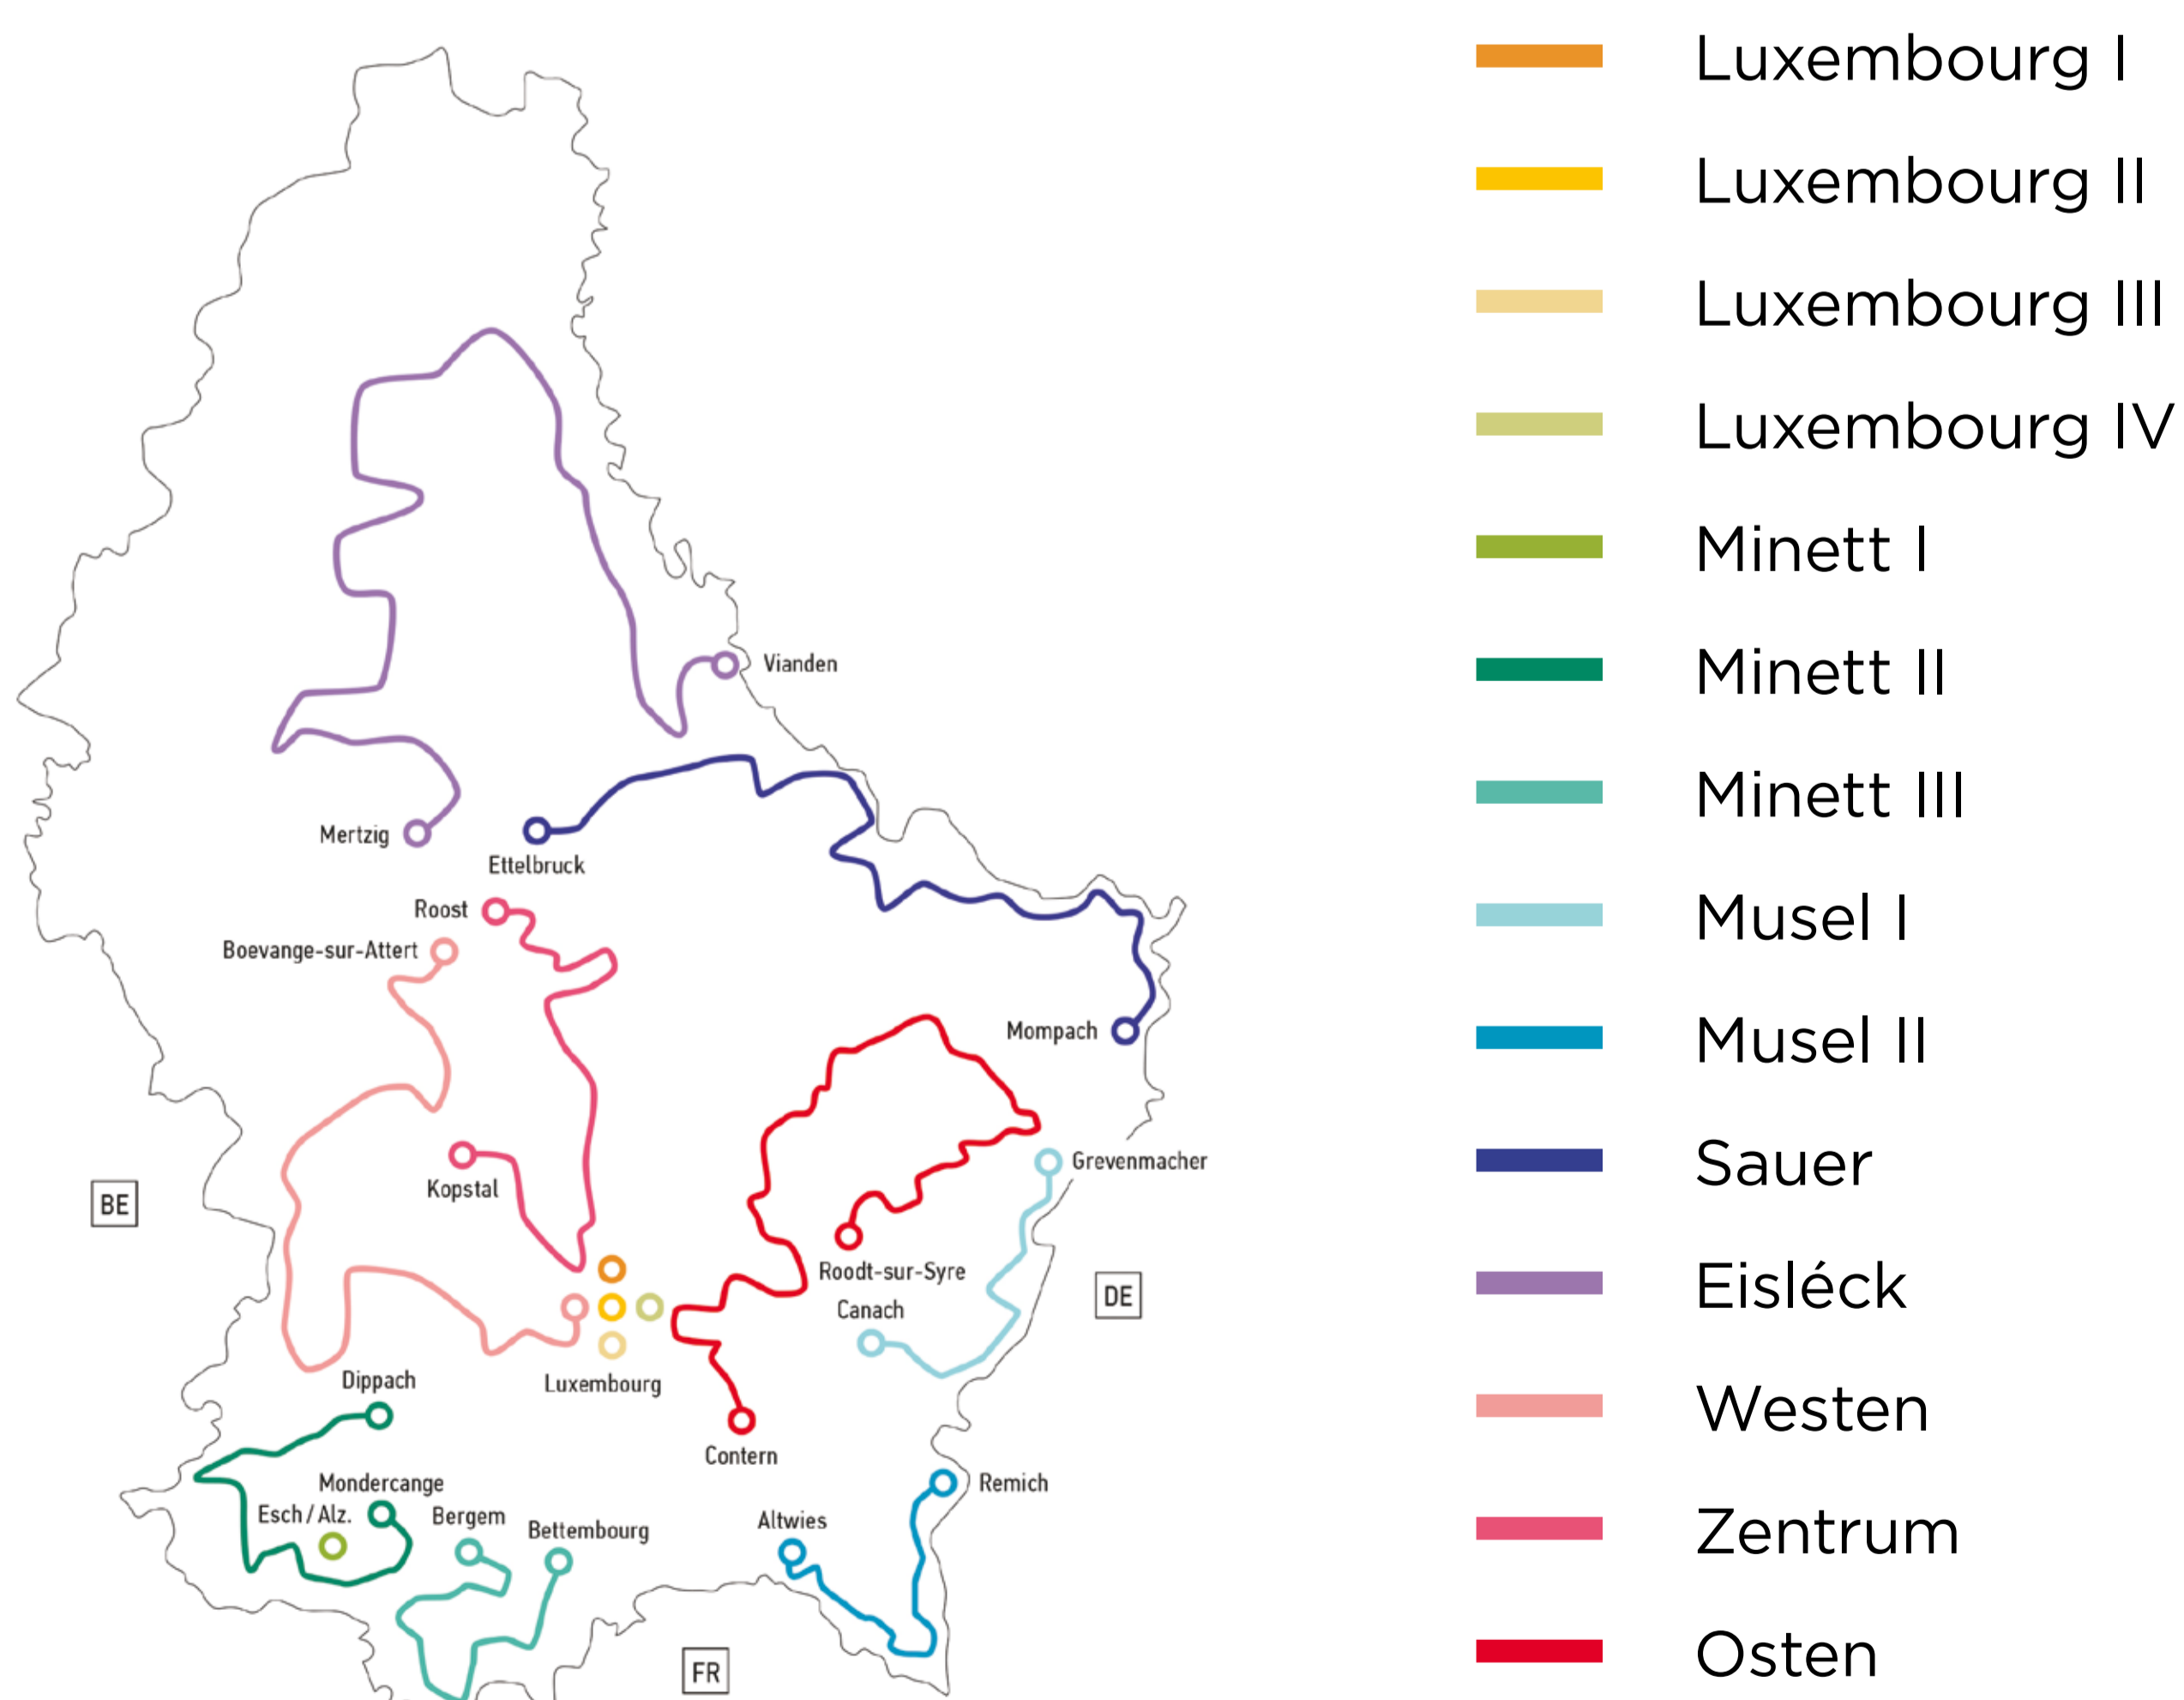 Vianden
Mertzig
Ettelbruck
Roost
Boevange-sur-Attert
Mompach
Grevenmacher
Kopstal
BE
Roodt-sur-Syre
DE
Canach
Dippach
Luxembourg
Contern
Mondercange
Remich
Esch / Alz.
Bergem
Altwies
Bettembourg
FR
Luxembourg I
Luxembourg II
Luxembourg III
Luxembourg IV
Minett I
Minett II
Minett III
Musel I
Musel II
Sauer
Eisléck
Westen
Zentrum
Osten